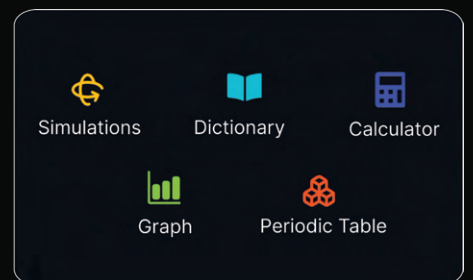 Simulations
Dictionary
Calculator
Graph
Periodic Table